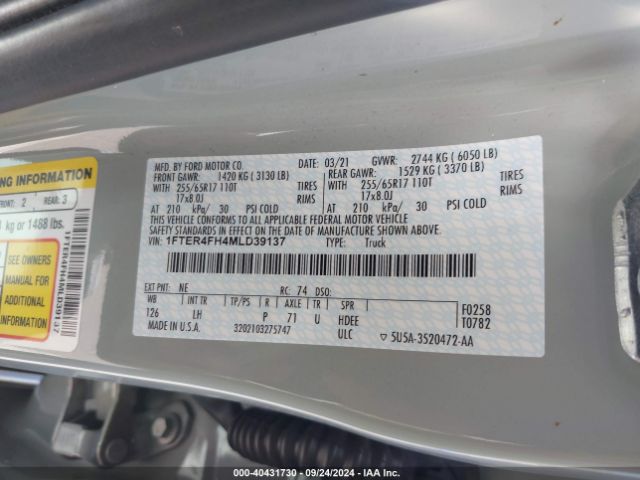 MFD. BY FORD MOTOR CO.
03/21 GVWR: 2744 KG ( 6050 LB)
FRONT GAWR: 1420 KG ( 3130 LB)
REAR GAWR: 1529 KG ( 3370 LB)
WITH 255/65R17 110T TIRES
WITH 255/65R17 110T TIRES
17x8.0J RIMS
17x8.0J RIMS
AT 210 kPa/ 30 PSI COLD
AT 210 kPa/ 30 PSI COLD
THIS VEHICLE CONFORMS TO ALL APPLICABLE FEDERAL MOTOR VEHICLE
SAFETY STANDARDS IN EFFECT ON THE DATE OF MANUFACTURE SHOWN ABOVE.
VIN: 1FTER4FH4MLD39137
TYPE: Truck
EXT PNT: NE RC: 74 DSO:
WB INT TR TP/PS R AXLE TR SPR
126 LH P 71 U HDEE
F0258
T0782
MADE IN U.S.A. 3202103275747 ULC
5U5A-3520472-AA
NG INFORMATION
FRONT: 2 REAR: 3
kg or 1488 lbs.
SEE OWNERS
MANUAL FOR
ADDITIONAL
INFORMATION
1FTER4FH4MLD39137
000-40431730 - 09/24/2024 - IAA Inc.